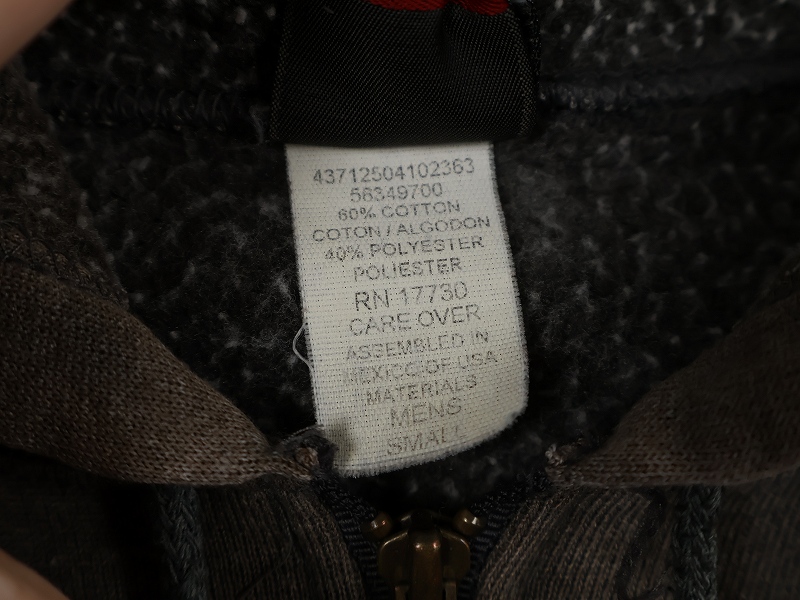 43712504102363
56349700
60% COTTON
COTON / ALGODON
40% POLYESTER
POLIESTER
RN 17730
CARE OVER
ASSEMBLED IN
MEXICO OF USA
MATERIALS
MENS
SMALL